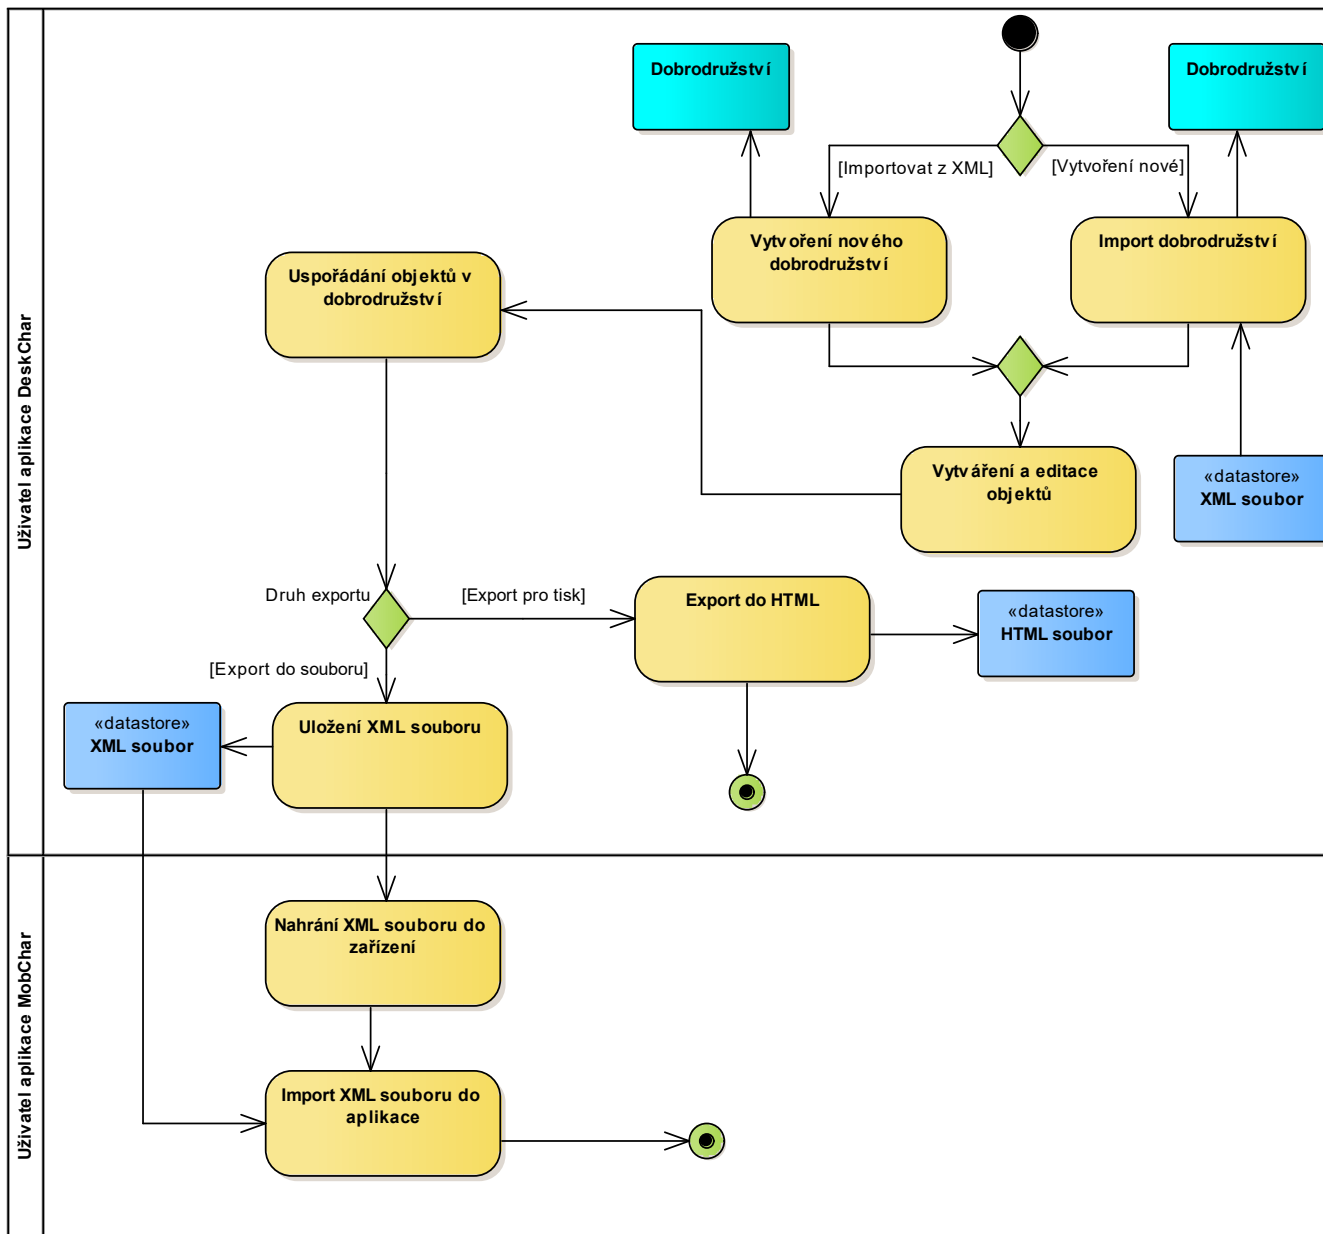 Uživatel aplikace DeskChar
Dobrodružství
Dobrodružství
[Importovat z XML]
[Vytvoření nové]
Vytvoření nového
dobrodružství
Import dobrodružství
Uspořádání objektů v
dobrodružství
Vytváření a editace
objektů
«datastore»
XML soubor
Druh exportu
[Export pro tisk]
Export do HTML
«datastore»
HTML soubor
[Export do souboru]
«datastore»
XML soubor
Uložení XML souboru
Uživatel aplikace MobChar
Nahrání XML souboru do
zařízení
Import XML souboru do
aplikace